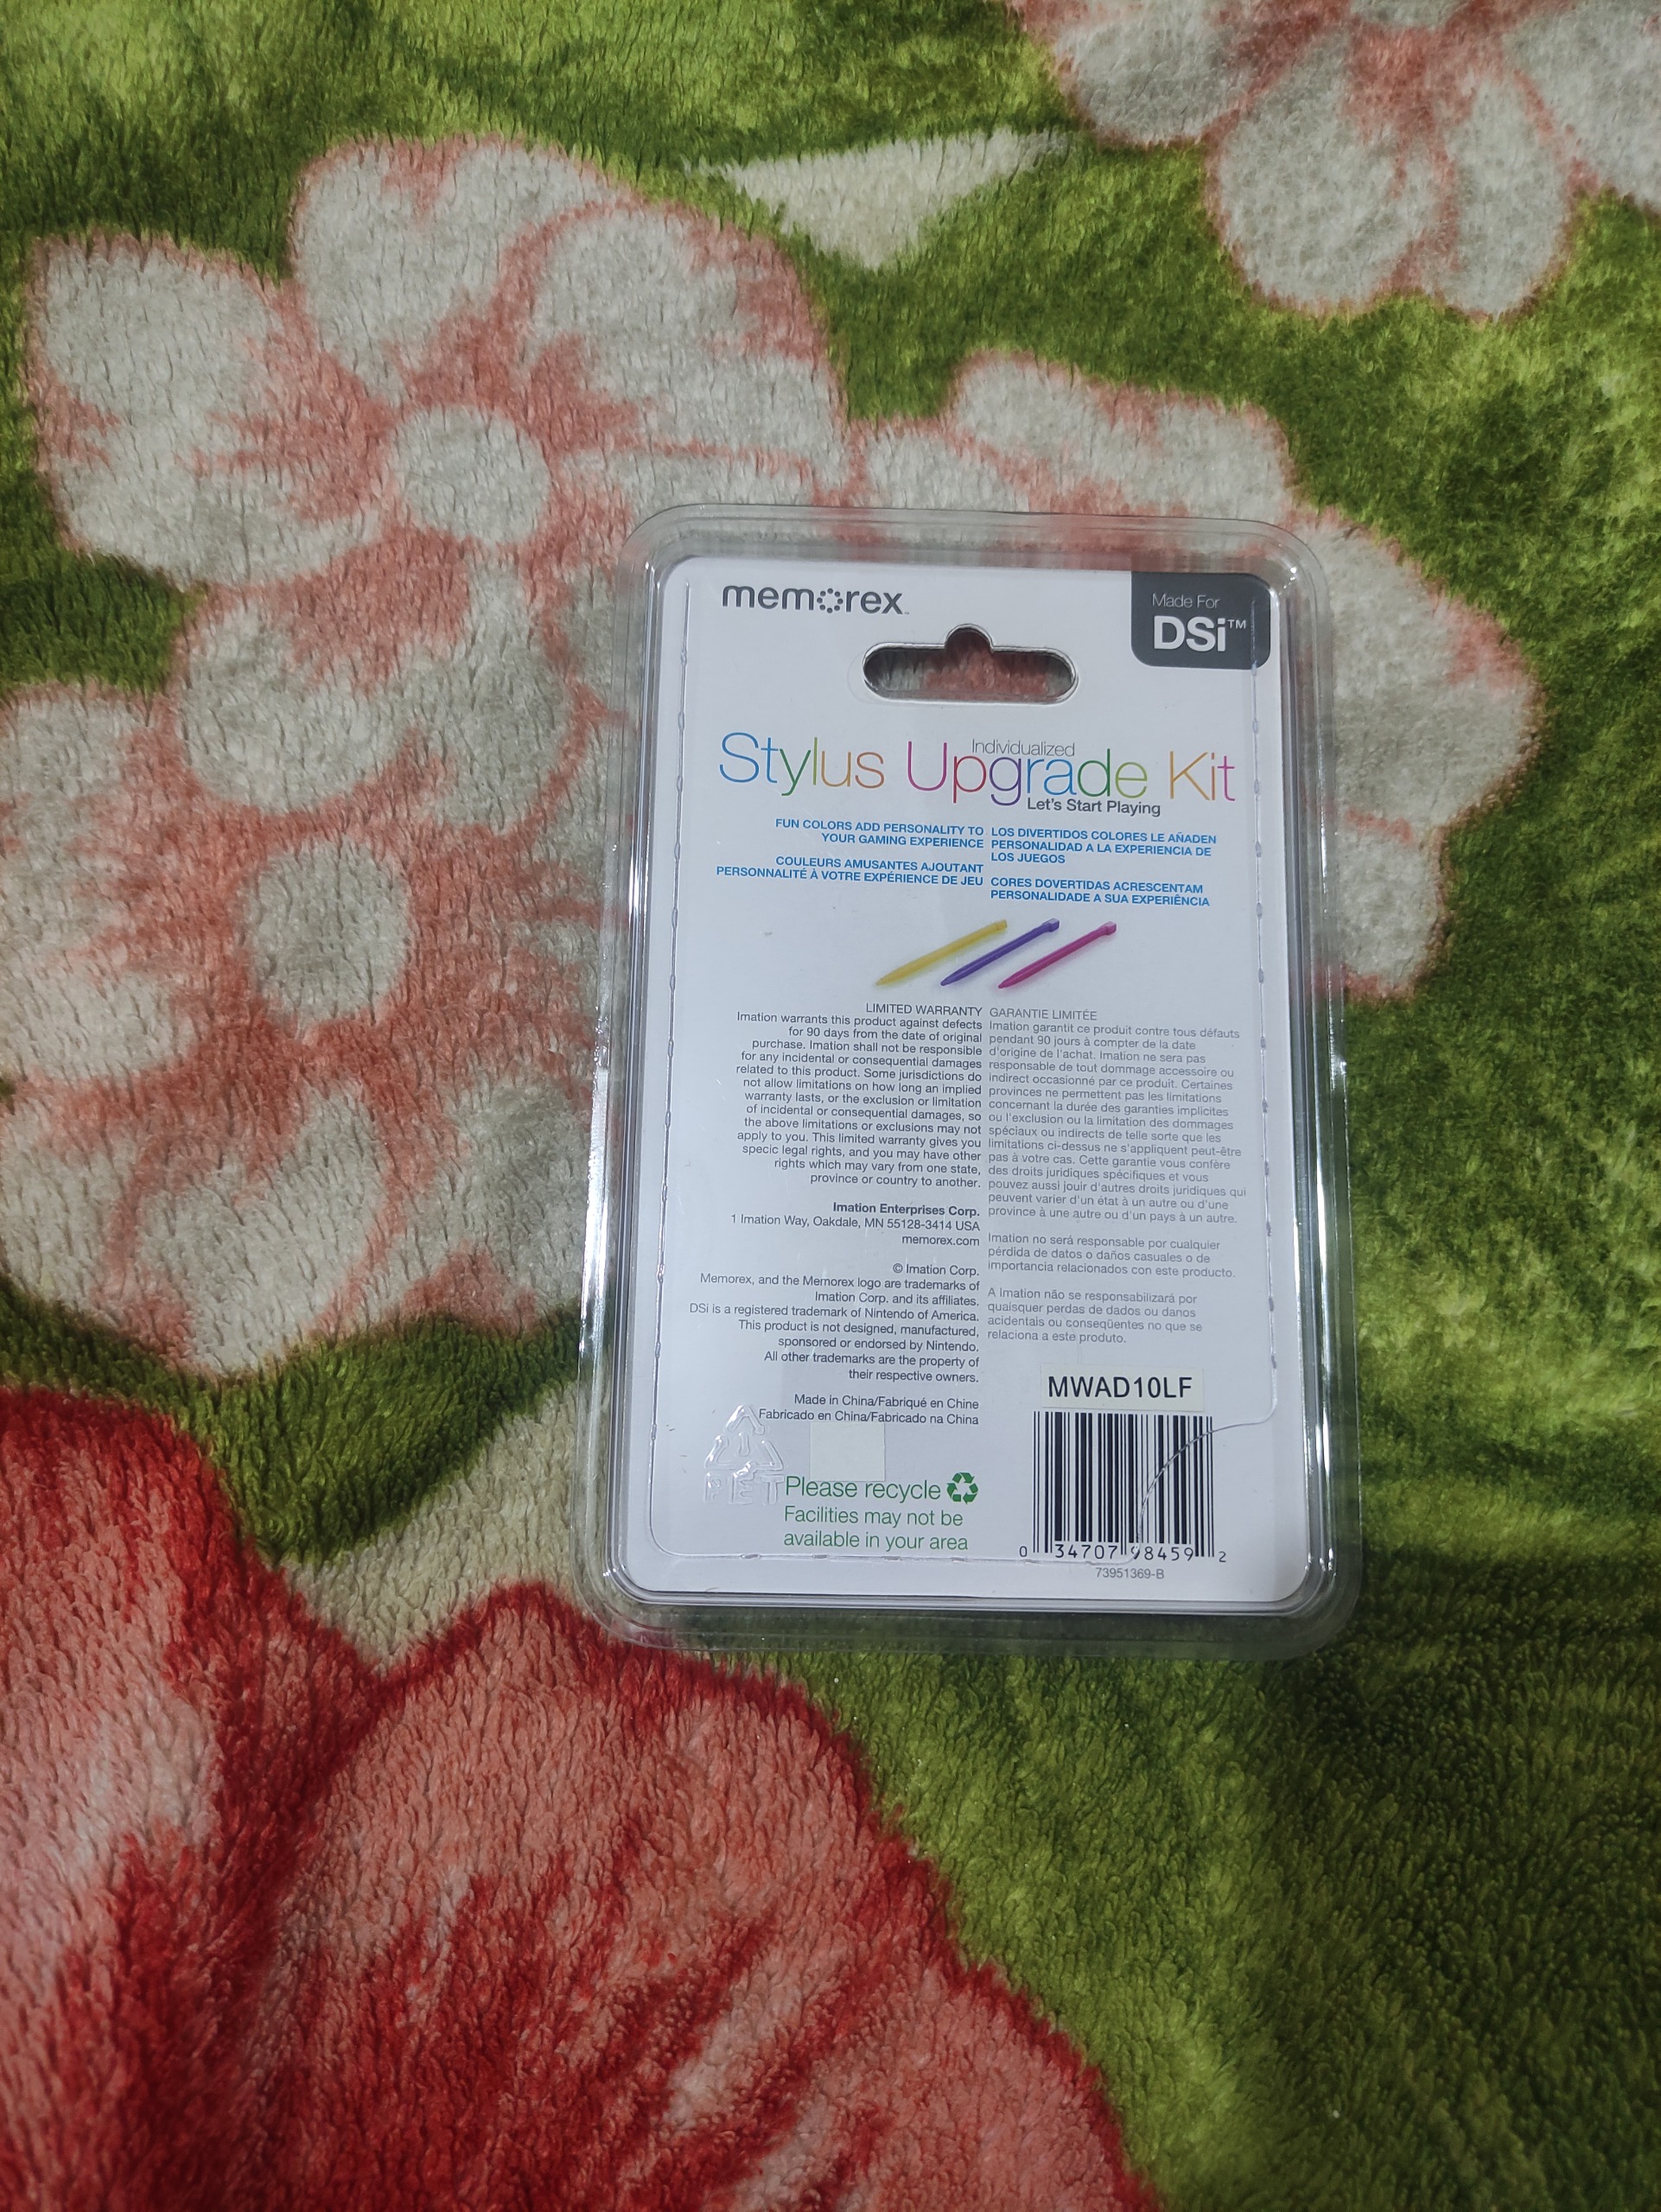 memorex™
Made For
DSi™
Individualized
Stylus Upgrade Kit
Let's Start Playing
FUN COLORS ADD PERSONALITY TO
YOUR GAMING EXPERIENCE
COULEURS AMUSANTES AJOUTANT
PERSONNALITÉ À VOTRE EXPÉRIENCE DE JEU
LOS DIVERTIDOS COLORES LE AÑADEN
PERSONALIDAD A LA EXPERIENCIA DE
LOS JUEGOS
CORES DOVERTIDAS ACRESCENTAM
PERSONALIDADE A SUA EXPERIÊNCIA
LIMITED WARRANTY
Imation warrants this product against defects
for 90 days from the date of original
purchase. Imation shall not be responsible
for any incidental or consequential damages
related to this product. Some jurisdictions do
not allow limitations on how long an implied
warranty lasts, or the exclusion or limitation
of incidental or consequential damages, so
the above limitations or exclusions may not
apply to you. This limited warranty gives you
specic legal rights, and you may have other
rights which may vary from one state,
province or country to another.
Imation Enterprises Corp.
1 Imation Way, Oakdale, MN 55128-3414 USA
memorex.com
© Imation Corp.
Memorex, and the Memorex logo are trademarks of
Imation Corp. and its affiliates.
DSi is a registered trademark of Nintendo of America.
This product is not designed, manufactured,
sponsored or endorsed by Nintendo.
All other trademarks are the property of
their respective owners.
Made in China/Fabriqué en Chine
Fabricado en China/Fabricado na China
GARANTIE LIMITÉE
Imation garantit ce produit contre tous défauts
pendant 90 jours à compter de la date
d'origine de l'achat. Imation ne sera pas
responsable de tout dommage accessoire ou
indirect occasionné par ce produit. Certaines
provinces ne permettent pas les limitations
concernant la durée des garanties implicites
ou l'exclusion ou la limitation des dommages
spéciaux ou indirects de telle sorte que les
limitations ci-dessus ne s'appliquent peut-être
pas à votre cas. Cette garantie vous confère
des droits juridiques spécifiques et vous
pouvez aussi jouir d'autres droits juridiques qui
peuvent varier d'un état à un autre ou d'une
province à une autre ou d'un pays à un autre.
Imation no será responsable por cualquier
pérdida de datos o daños casuales o de
importancia relacionados con este producto.
A Imation não se responsabilizará por
quaisquer perdas de dados ou danos
acidentais ou conseqüentes no que se
relaciona a este produto.
1
PET
Please recycle
Facilities may not be
available in your area
MWAD10LF
0 34707 98459 2
73951369-B